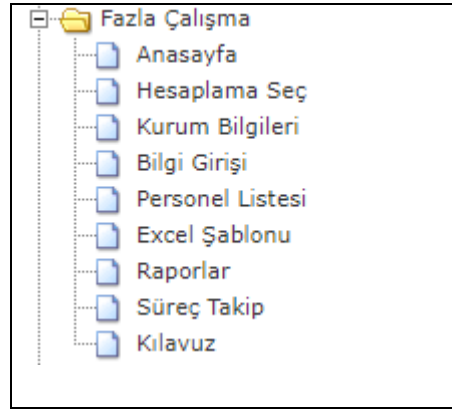 Fazla Çalışma
Anasayfa
Hesaplama Seç
Kurum Bilgileri
Bilgi Girişi
Personel Listesi
Excel Şablonu
Raporlar
Süreç Takip
Kılavuz